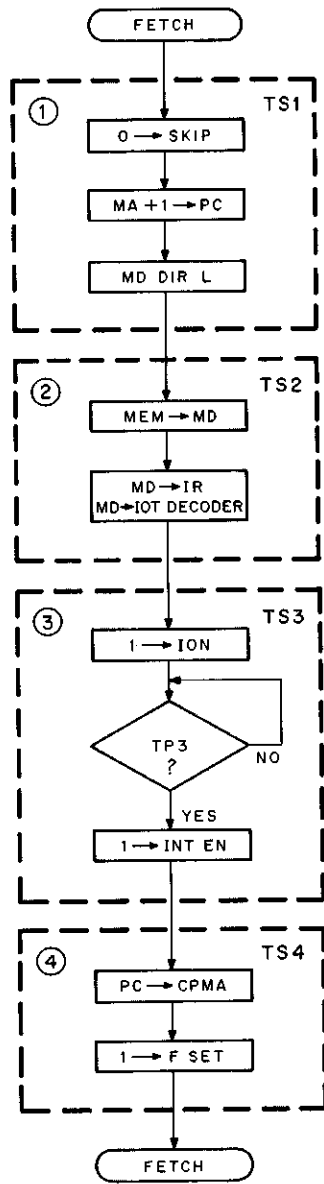 FETCH
① TS1
0→SKIP
MA+1→PC
MD DIR L
② TS2
MEM→MD
MD→IR
MD→IOT DECODER
③ TS3
1→ION
TP3
?
NO
YES
1→INT EN
④ TS4
PC→CPMA
1→F SET
FETCH